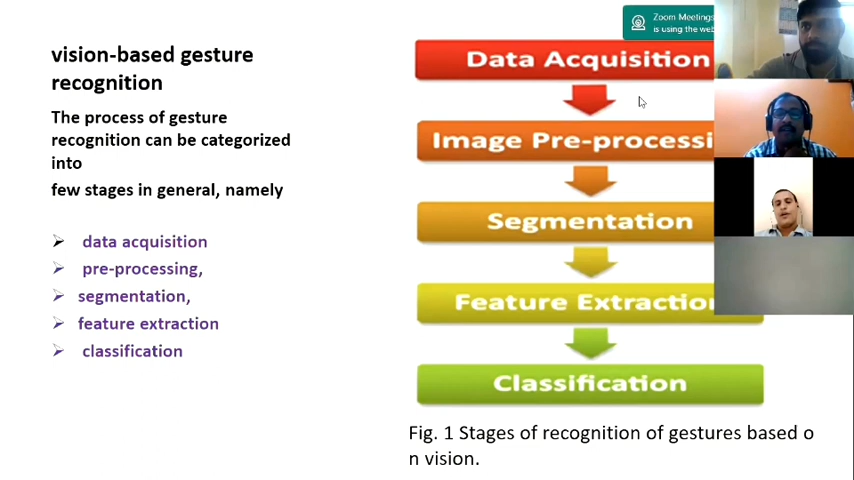 vision-based gesture
recognition
The process of gesture
recognition can be categorized
into
few stages in general, namely
data acquisition
pre-processing,
segmentation,
feature extraction
classification
Zoom Meetings
is using the web
Data Acquisition
Image Pre-processi
Segmentation
Feature Extraction
Classification
Fig. 1 Stages of recognition of gestures based o
n vision.